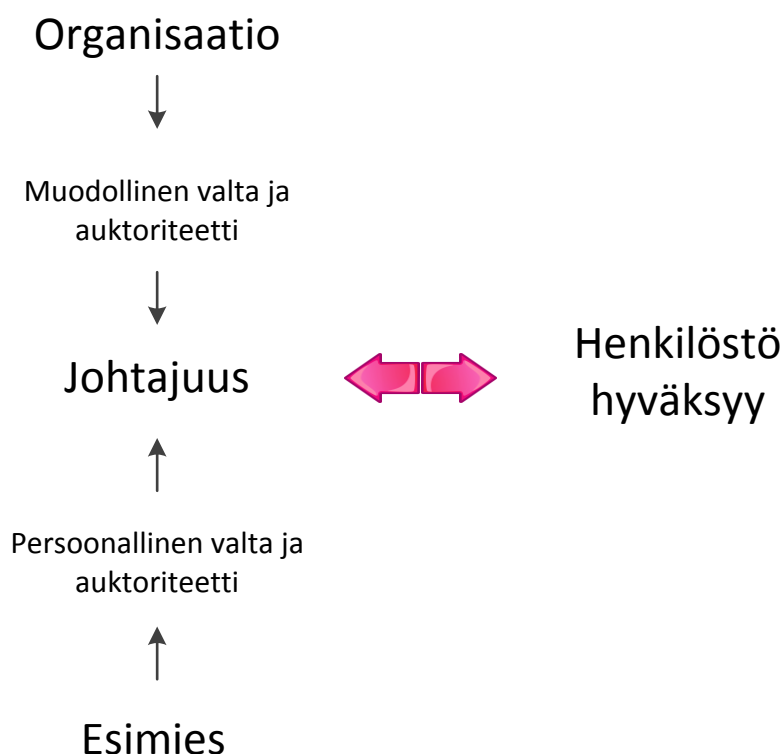 Organisaatio
Muodollinen valta ja
auktoriteetti
Johtajuus
Henkilöstö
hyväksyy
Persoonallinen valta ja
auktoriteetti
Esimies